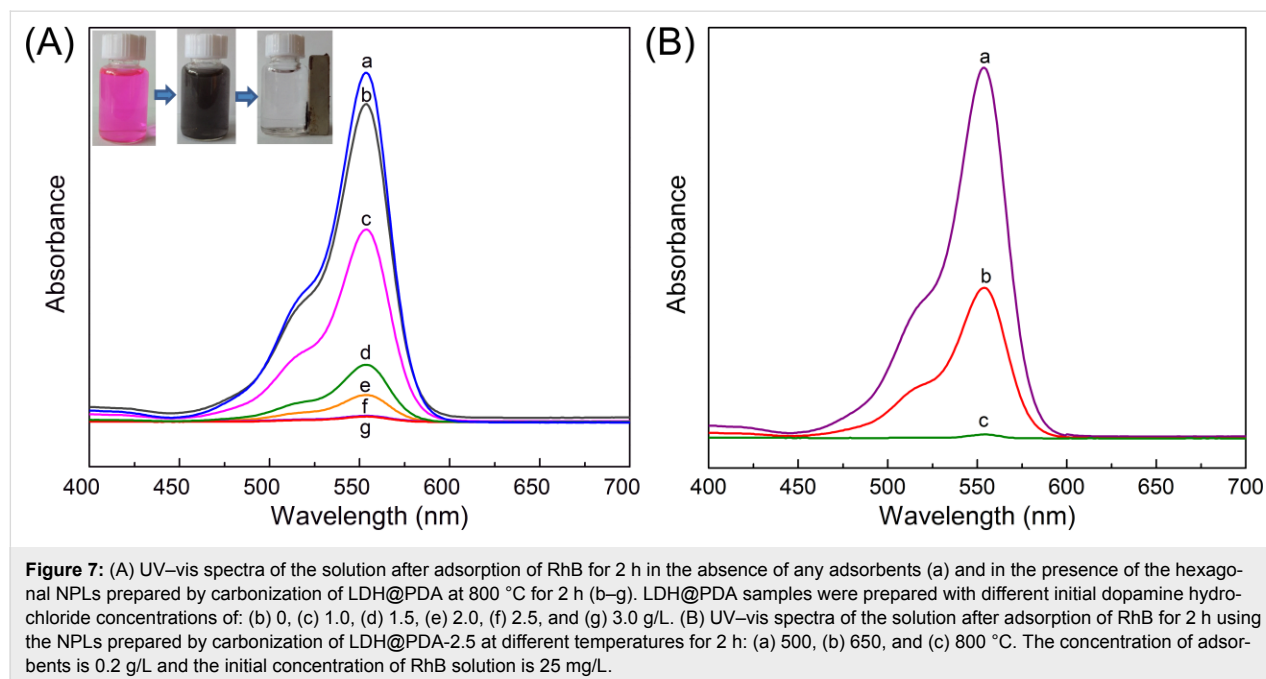 (A)
a
b
c
d
e
f
g
Absorbance
400 450 500 550 600 650 700
Wavelength (nm)
(B)
a
b
c
Absorbance
400 450 500 550 600 650 700
Wavelength (nm)
Figure 7: (A) UV–vis spectra of the solution after adsorption of RhB for 2 h in the absence of any adsorbents (a) and in the presence of the hexago-
nal NPLs prepared by carbonization of LDH@PDA at 800 °C for 2 h (b–g). LDH@PDA samples were prepared with different initial dopamine hydro-
chloride concentrations of: (b) 0, (c) 1.0, (d) 1.5, (e) 2.0, (f) 2.5, and (g) 3.0 g/L. (B) UV–vis spectra of the solution after adsorption of RhB for 2 h using
the NPLs prepared by carbonization of LDH@PDA-2.5 at different temperatures for 2 h: (a) 500, (b) 650, and (c) 800 °C. The concentration of adsor-
bents is 0.2 g/L and the initial concentration of RhB solution is 25 mg/L.